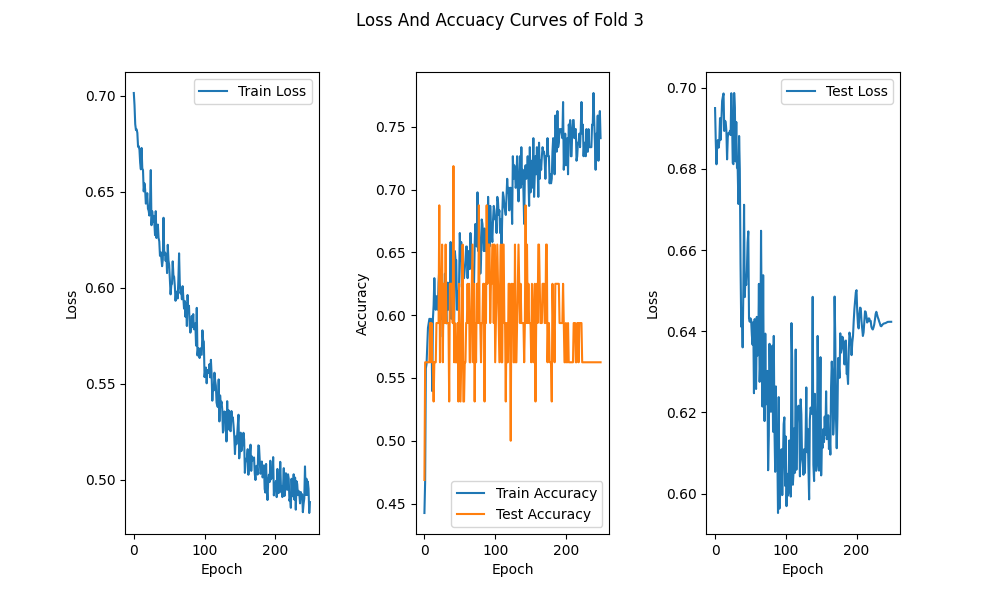 Loss And Accuacy Curves of Fold 3
Train Loss
0.70
0.65
0.60
0.55
0.50
Loss
0
100
200
Epoch
0.75
0.70
0.65
0.60
0.55
0.50
0.45
Accuracy
Train Accuracy
Test Accuracy
0
100
200
Epoch
Test Loss
0.70
0.68
0.66
0.64
0.62
0.60
Loss
0
100
200
Epoch